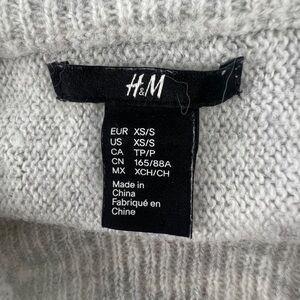 H&M
EUR XS/S
US XS/S
CA TP/P
CN 165/88A
MX XCH/CH
Made in
China
Fabriqué en
Chine